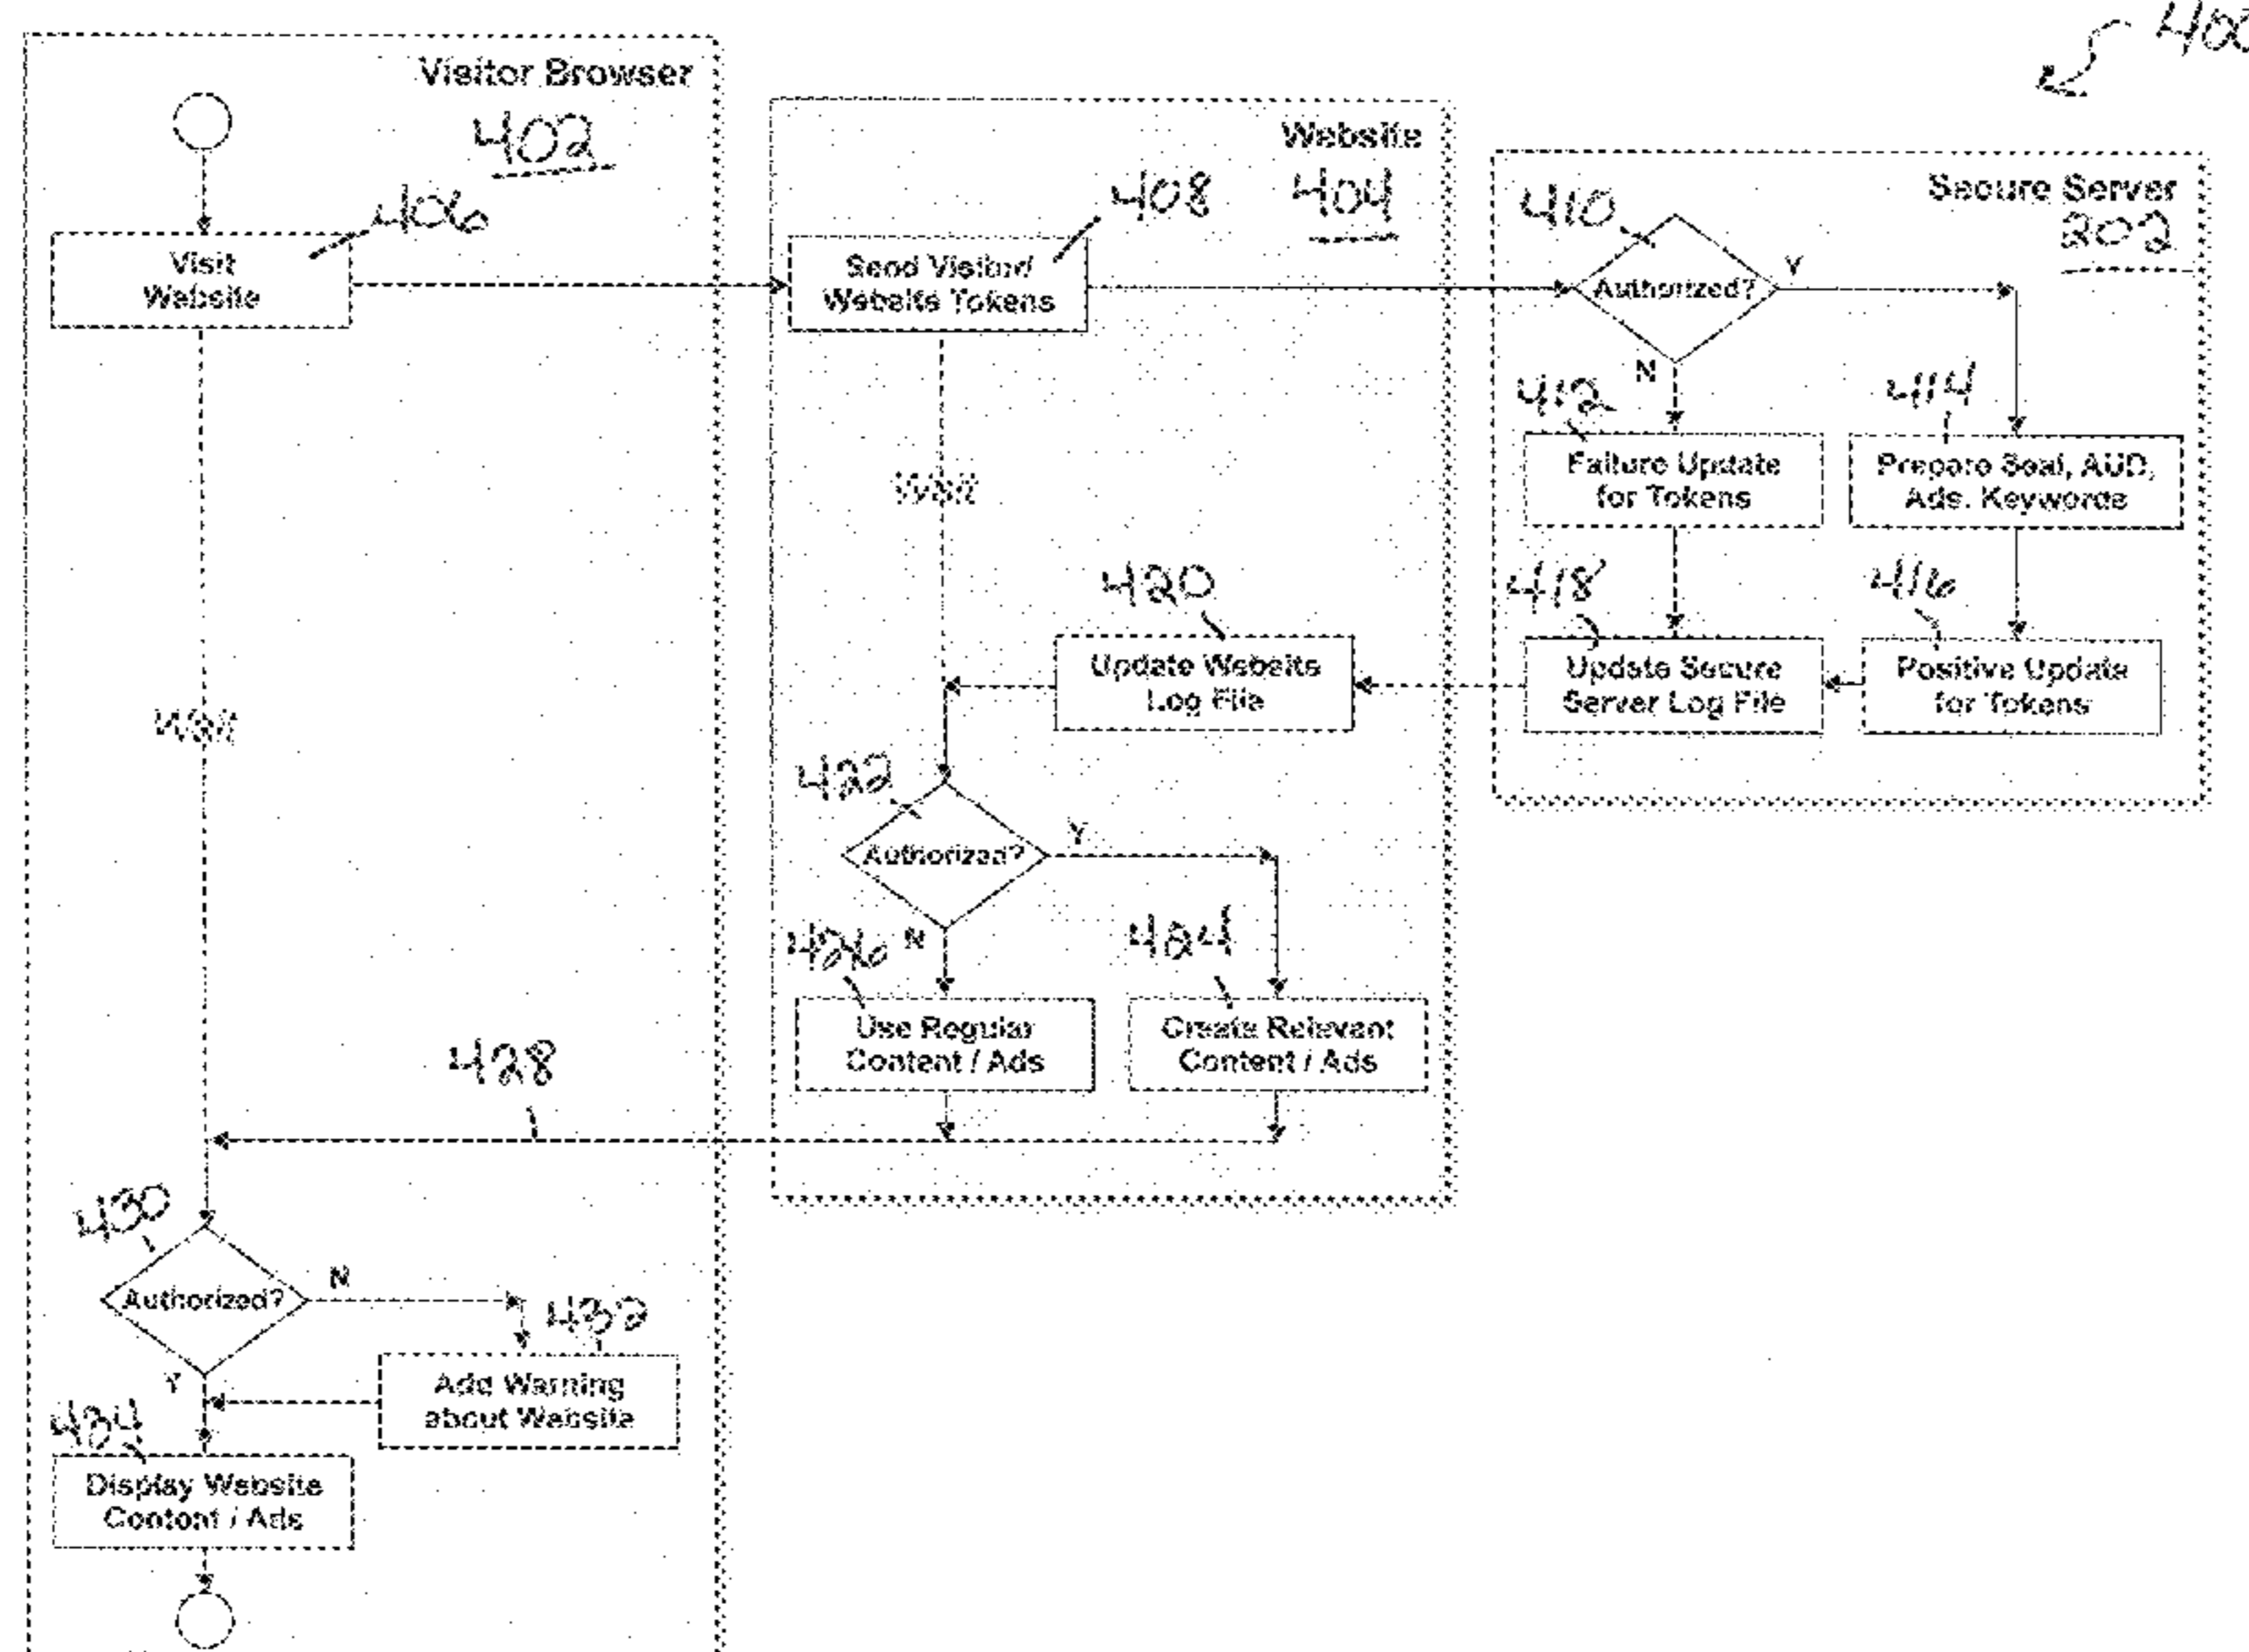 400
Visitor Browser
402
Website
404
Secure Server
202
406
Visit
Website
408
Send Visitor/
Website Tokens
410
Authorized?
Y
N
412
Failure Update
for Tokens
414
Prepare Seal, AUD,
Ads, Keywords
Wait
420
Update Website
Log File
418
Update Secure
Server Log File
416
Positive Update
for Tokens
Wait
422
Authorized?
Y
N
426
Use Regular
Content / Ads
424
Create Relevant
Content / Ads
428
430
Authorized?
N
Y
432
Add Warning
about Website
434
Display Website
Content / Ads